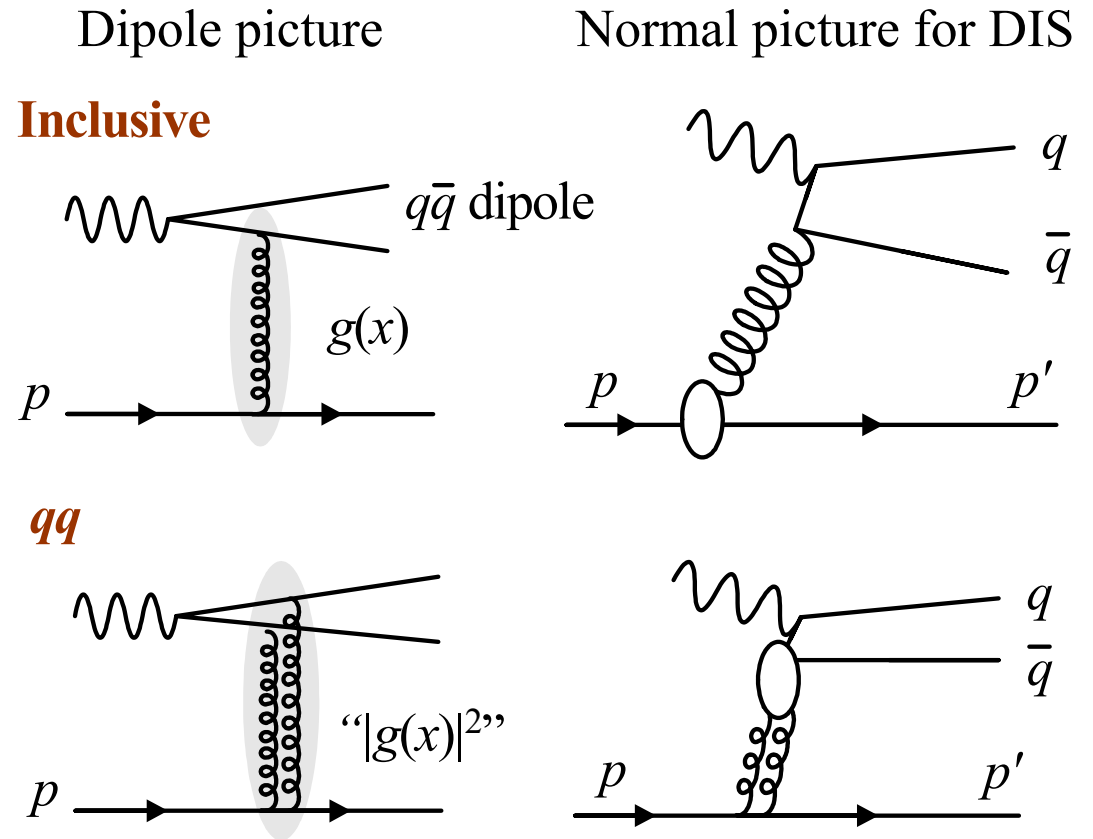 Dipole picture
Normal picture for DIS
Inclusive
q
qq̅ dipole
q̅
g(x)
p
p
p′
qq
q
q̅
“|g(x)|²”
p
p
p′